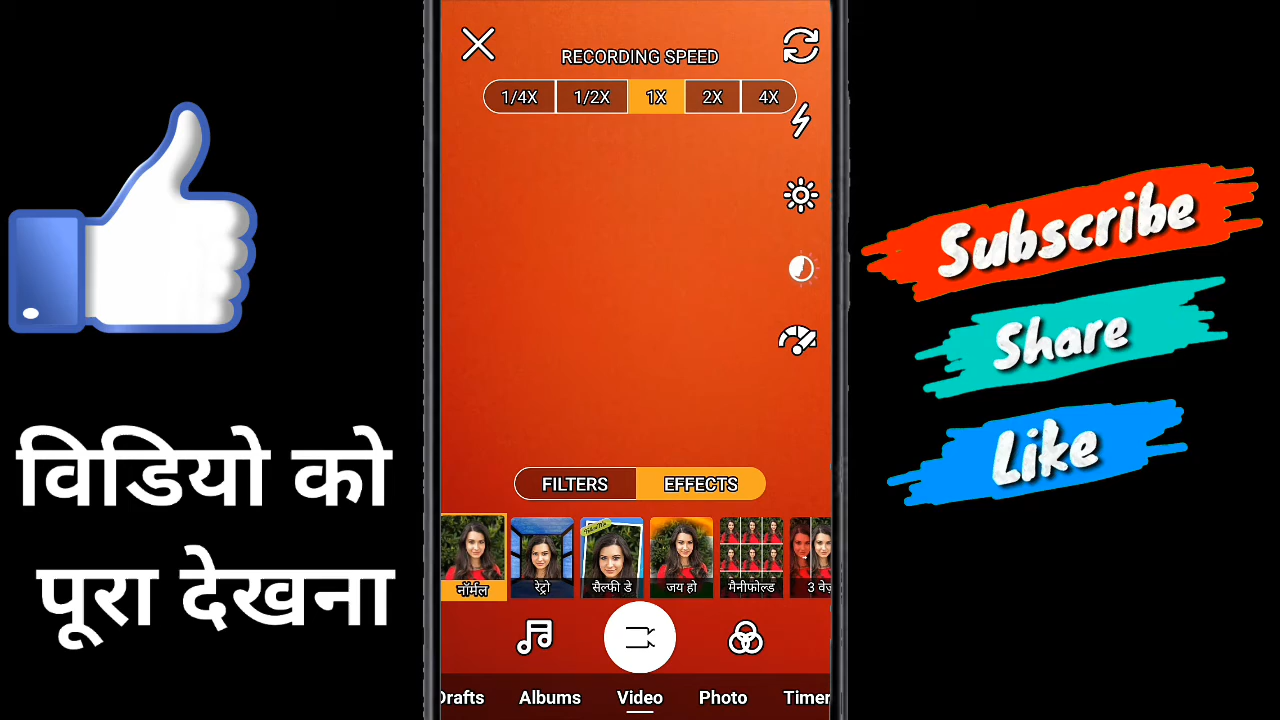 RECORDING SPEED
1/4X 1/2X 1X 2X 4X
FILTERS EFFECTS
नॉर्मल रेट्रो सैल्फी डे जय हो मैनीफोल्ड 3 वेज़
Drafts Albums Video Photo Timer
विडियो को
पूरा देखना
Subscribe
Share
Like